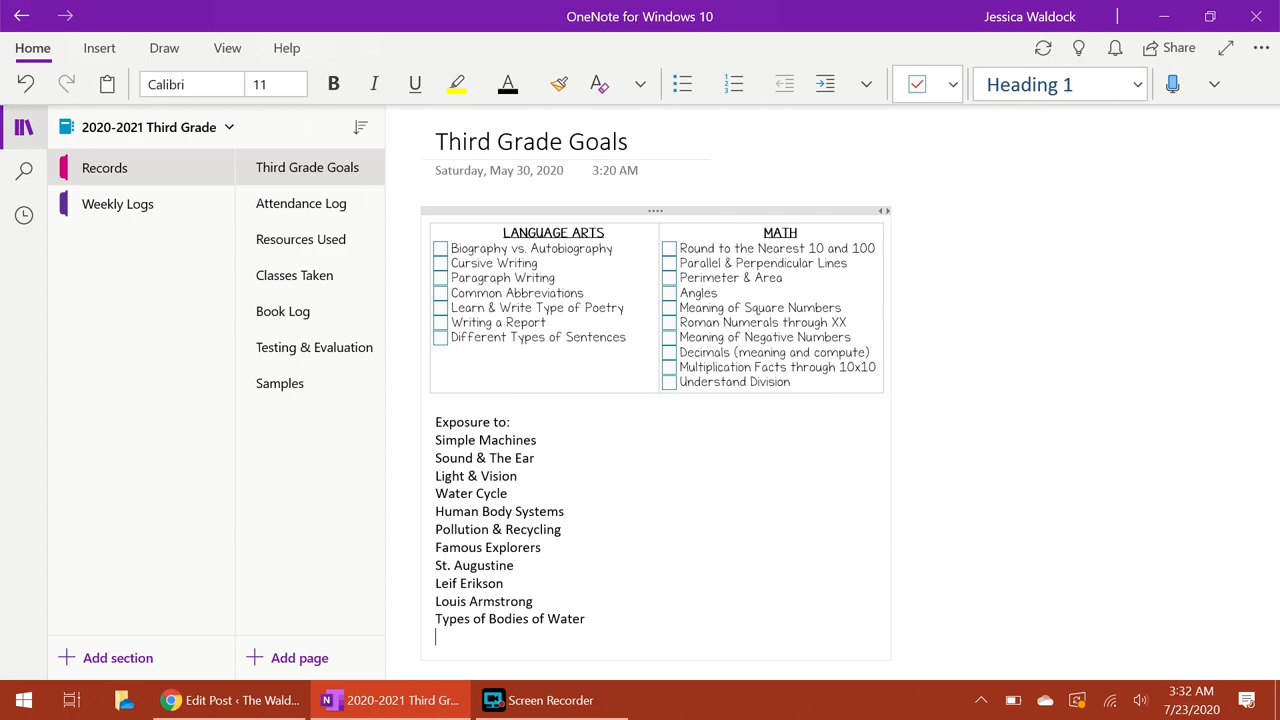 OneNote for Windows 10
Jessica Waldock
Home Insert Draw View Help
Share
Calibri 11 B I U A A Heading 1
2020-2021 Third Grade
Records
Weekly Logs
Add section
Third Grade Goals
Attendance Log
Resources Used
Classes Taken
Book Log
Testing & Evaluation
Samples
Add page
Third Grade Goals
Saturday, May 30, 2020 3:20 AM
LANGUAGE ARTS
Biography vs. Autobiography
Cursive Writing
Paragraph Writing
Common Abbreviations
Learn & Write Type of Poetry
Writing a Report
Different Types of Sentences
MATH
Round to the Nearest 10 and 100
Parallel & Perpendicular Lines
Perimeter & Area
Angles
Meaning of Square Numbers
Roman Numerals through XX
Meaning of Negative Numbers
Decimals (meaning and compute)
Multiplication Facts through 10x10
Understand Division
Exposure to:
Simple Machines
Sound & The Ear
Light & Vision
Water Cycle
Human Body Systems
Pollution & Recycling
Famous Explorers
St. Augustine
Leif Erikson
Louis Armstrong
Types of Bodies of Water
Edit Post ‹ The Wald...
2020-2021 Third Gr...
Screen Recorder
3:32 AM
7/23/2020